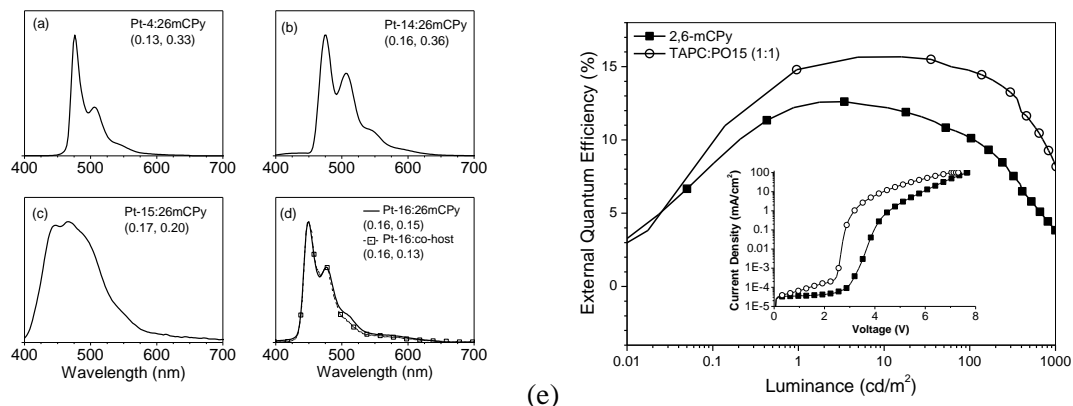 (a)
Pt-4:26mCPy
(0.13, 0.33)
400 500 600 700
(b)
Pt-14:26mCPy
(0.16, 0.36)
400 500 600 700
(c)
Pt-15:26mCPy
(0.17, 0.20)
400 500 600 700
Wavelength (nm)
(d)
Pt-16:26mCPy
(0.16, 0.15)
Pt-16:co-host
(0.16, 0.13)
400 500 600 700
Wavelength (nm)
(e)
External Quantum Efficiency (%)
15
10
5
0
2,6-mCPy
TAPC:PO15 (1:1)
Current Density (mA/cm²)
100
10
1
0.1
0.01
1E-3
1E-4
1E-5
0 2 4 6 8
Voltage (V)
0.01 0.1 1 10 100 1000
Luminance (cd/m²)